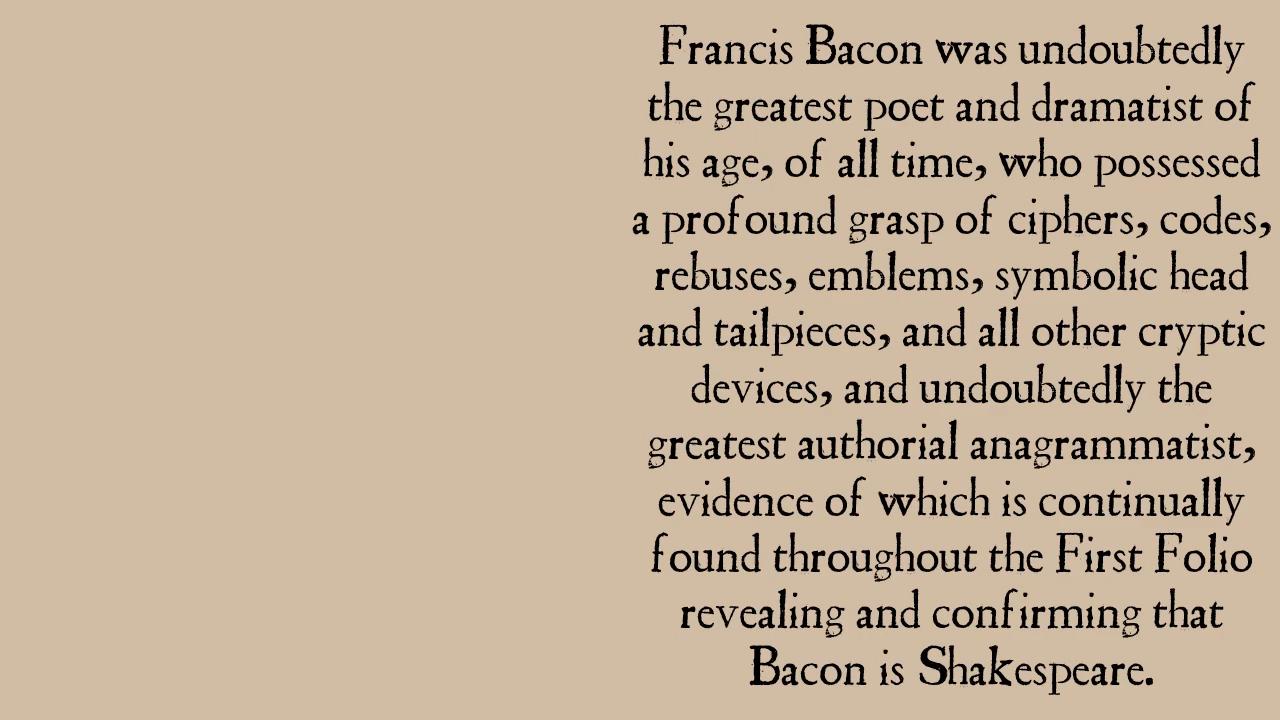 Francis Bacon was undoubtedly
the greatest poet and dramatist of
his age, of all time, who possessed
a profound grasp of ciphers, codes,
rebuses, emblems, symbolic head
and tailpieces, and all other cryptic
devices, and undoubtedly the
greatest authorial anagrammatist,
evidence of which is continually
found throughout the First Folio
revealing and confirming that
Bacon is Shakespeare.